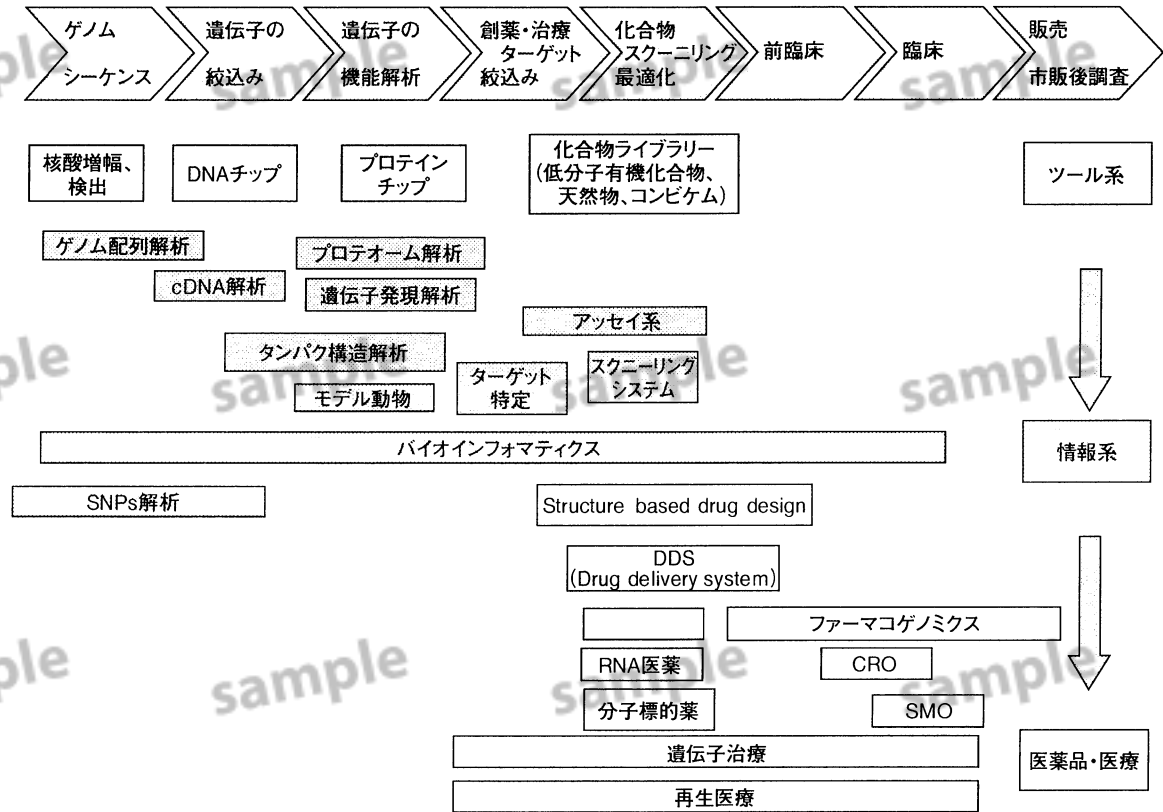 ゲノム
シーケンス
遺伝子の
絞込み
遺伝子の
機能解析
創薬・治療
ターゲット
絞込み
化合物
スクーニリング
最適化
前臨床
臨床
販売
市販後調査
核酸増幅、
検出
DNAチップ
プロテイン
チップ
化合物ライブラリー
(低分子有機化合物、
天然物、コンビケム)
ツール系
ゲノム配列解析
プロテオーム解析
cDNA解析
遺伝子発現解析
アッセイ系
タンパク構造解析
ターゲット
特定
スクニーリング
システム
モデル動物
バイオインフォマティクス
情報系
SNPs解析
Structure based drug design
DDS
(Drug delivery system)
ファーマコゲノミクス
RNA医薬
CRO
分子標的薬
SMO
遺伝子治療
医薬品・医療
再生医療
sample
sample
sample
sample
sample
sample
sample
sample
sample
ple
ple
ple